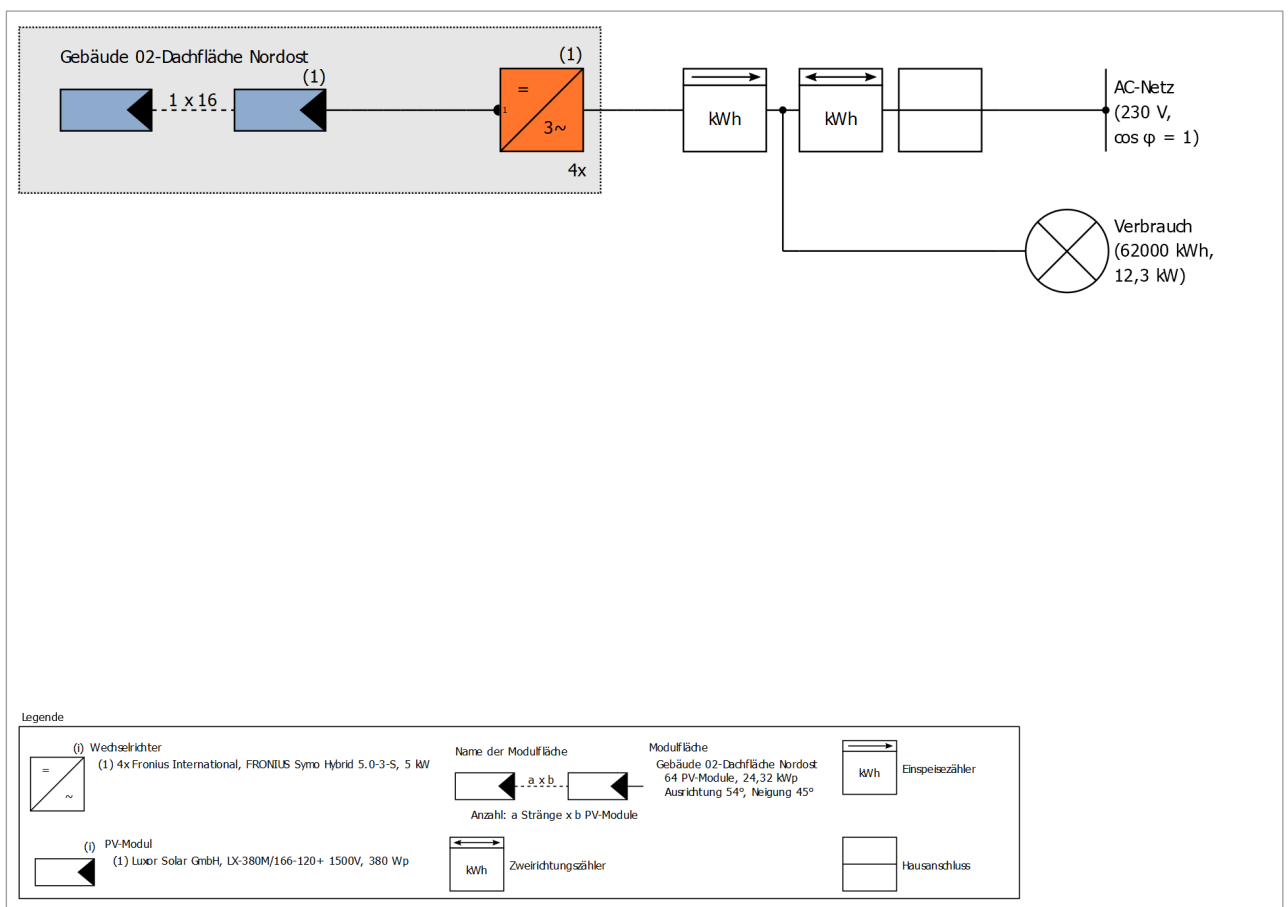 Gebäude 02-Dachfläche Nordost
(1)
1 x 16
(1)
=
1
3~
4x
kWh
kWh
AC-Netz
(230 V,
cos φ = 1)
Verbrauch
(62000 kWh,
12,3 kW)
Legende
(i) Wechselrichter
(1) 4x Fronius International, FRONIUS Symo Hybrid 5.0-3-S, 5 kW
=
~
(i) PV-Modul
(1) Luxor Solar GmbH, LX-380M/166-120+ 1500V, 380 Wp
Name der Modulfläche
a x b
Anzahl: a Stränge x b PV-Module
kWh
Zweirichtungszähler
Modulfläche
Gebäude 02-Dachfläche Nordost
64 PV-Module, 24,32 kWp
Ausrichtung 54°, Neigung 45°
kWh
Einspeisezähler
Hausanschluss